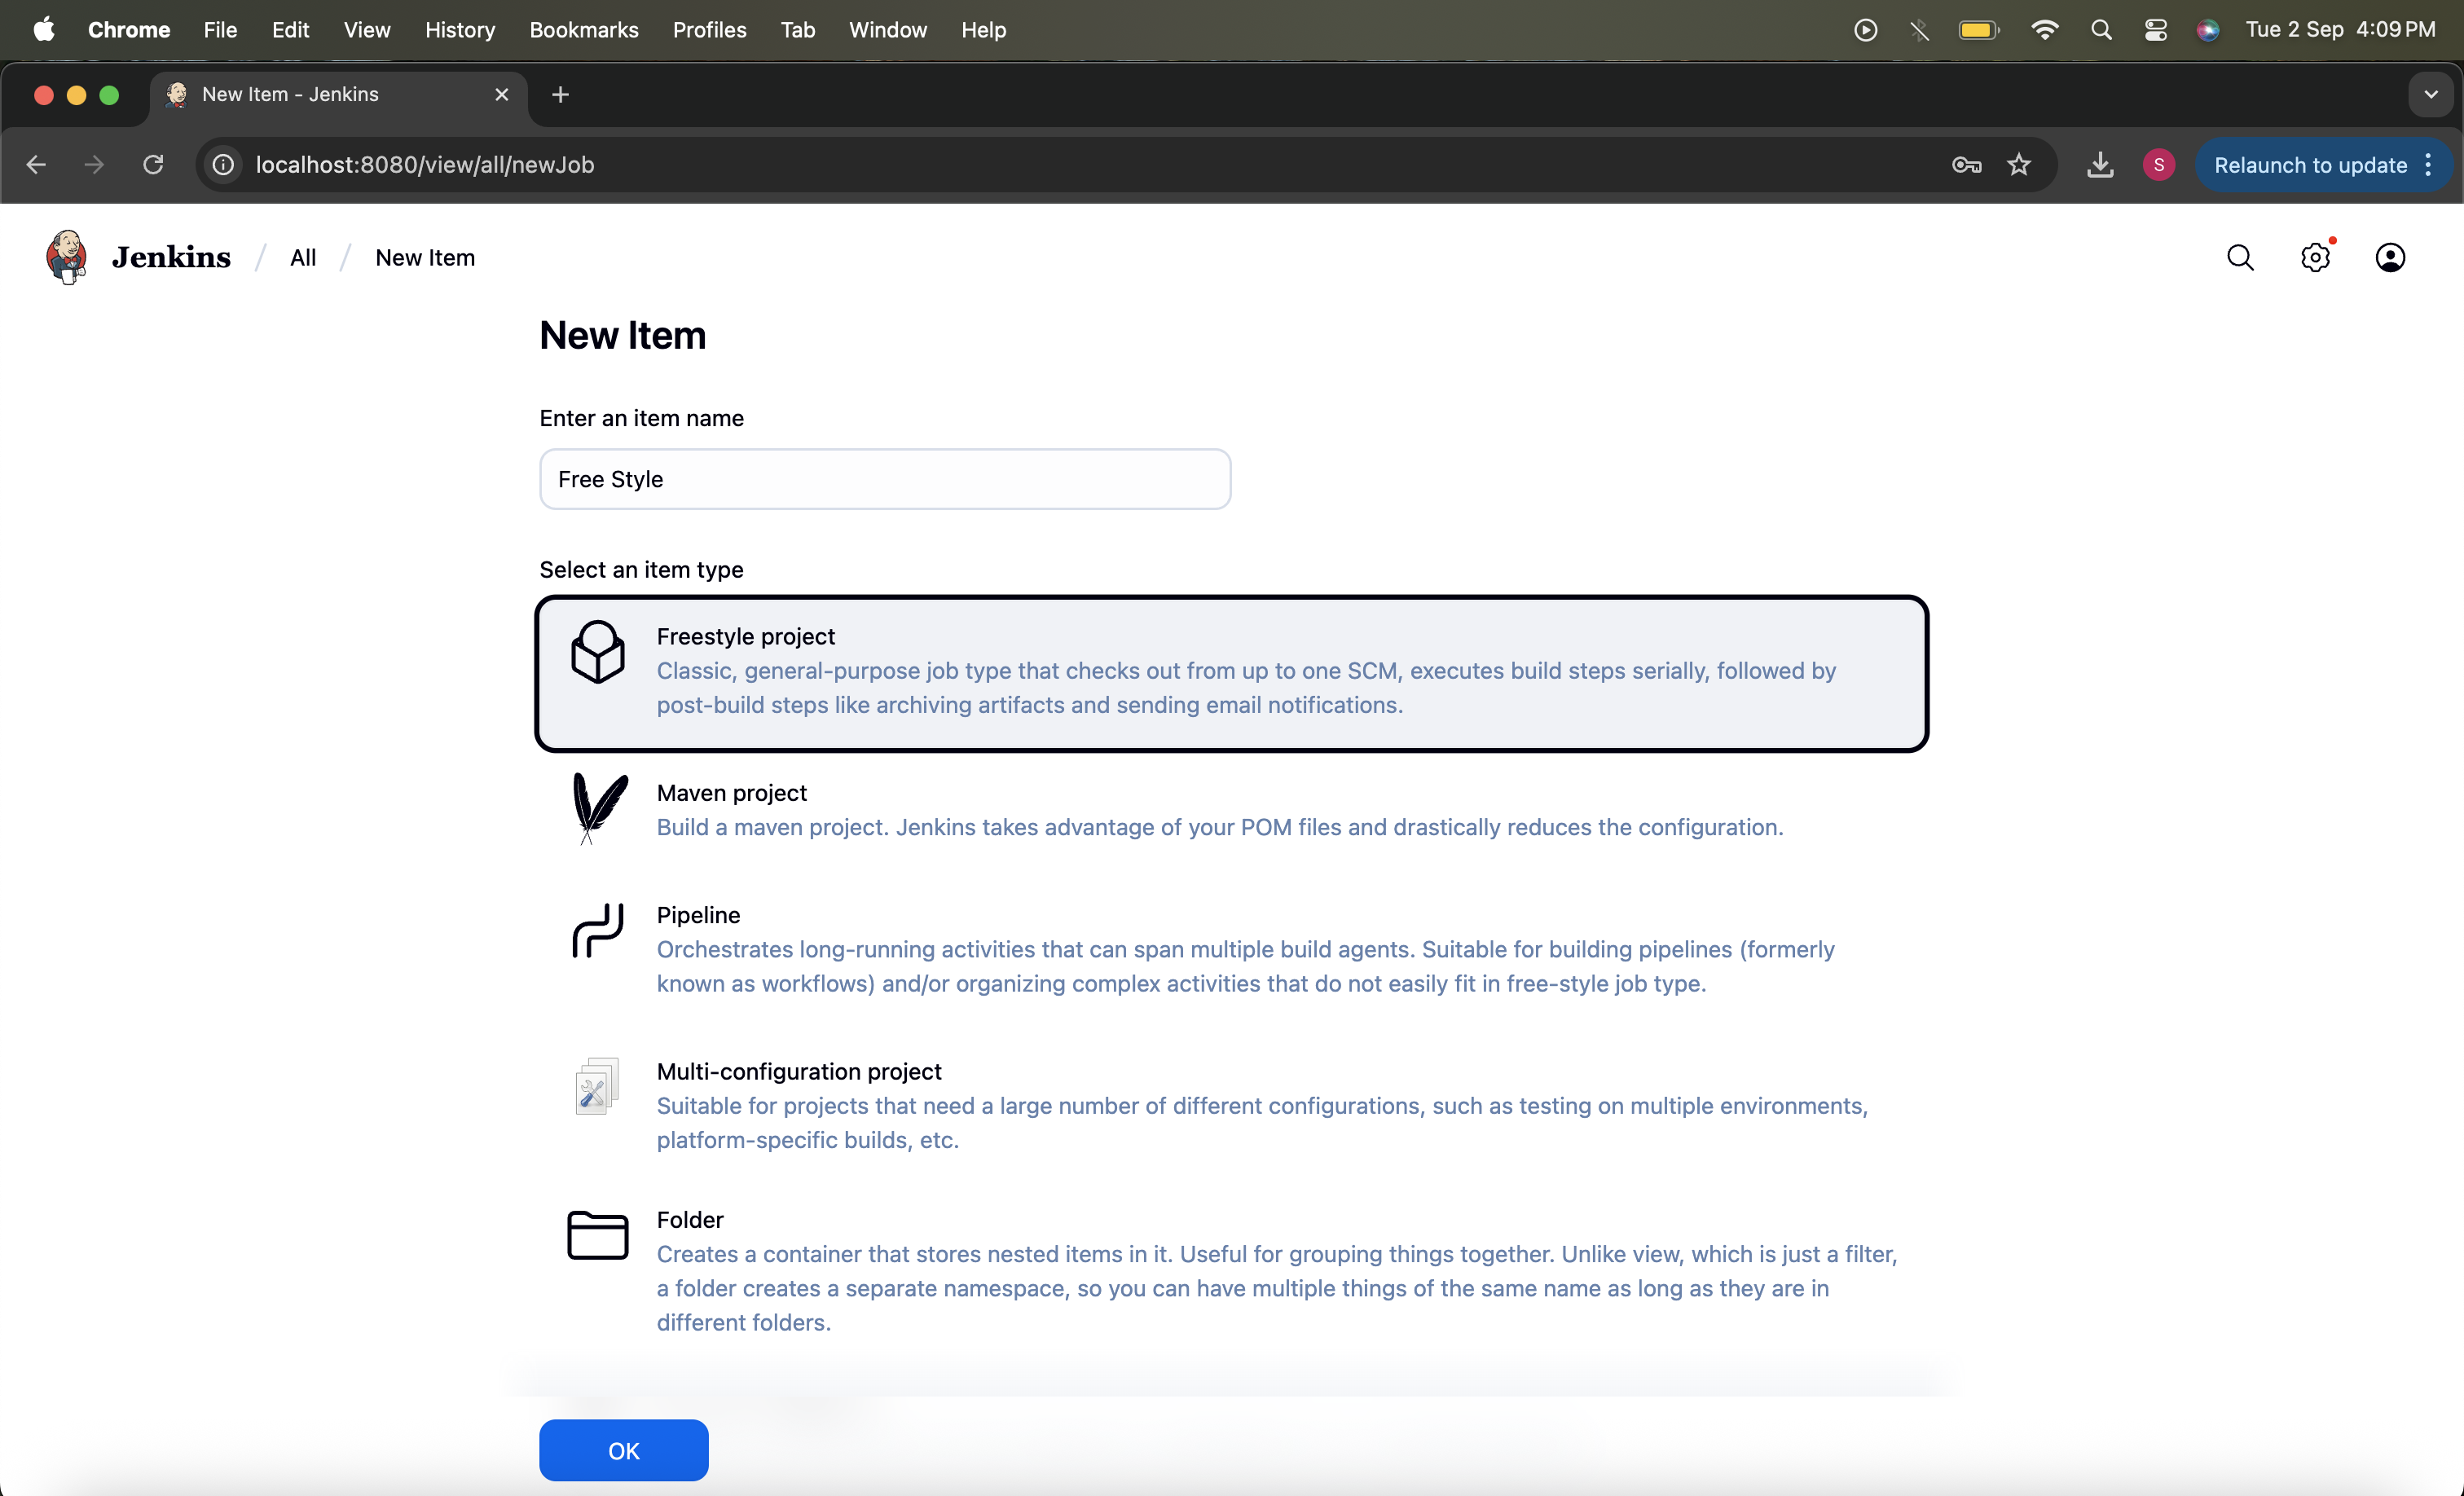 Chrome File Edit View History Bookmarks Profiles Tab Window Help Tue 2 Sep 4:09 PM
New Item - Jenkins
localhost:8080/view/all/newJob S Relaunch to update
Jenkins / All / New Item
New Item
Enter an item name
Free Style
Select an item type
Freestyle project
Classic, general-purpose job type that checks out from up to one SCM, executes build steps serially, followed by
post-build steps like archiving artifacts and sending email notifications.
Maven project
Build a maven project. Jenkins takes advantage of your POM files and drastically reduces the configuration.
Pipeline
Orchestrates long-running activities that can span multiple build agents. Suitable for building pipelines (formerly
known as workflows) and/or organizing complex activities that do not easily fit in free-style job type.
Multi-configuration project
Suitable for projects that need a large number of different configurations, such as testing on multiple environments,
platform-specific builds, etc.
Folder
Creates a container that stores nested items in it. Useful for grouping things together. Unlike view, which is just a filter,
a folder creates a separate namespace, so you can have multiple things of the same name as long as they are in
different folders.
OK